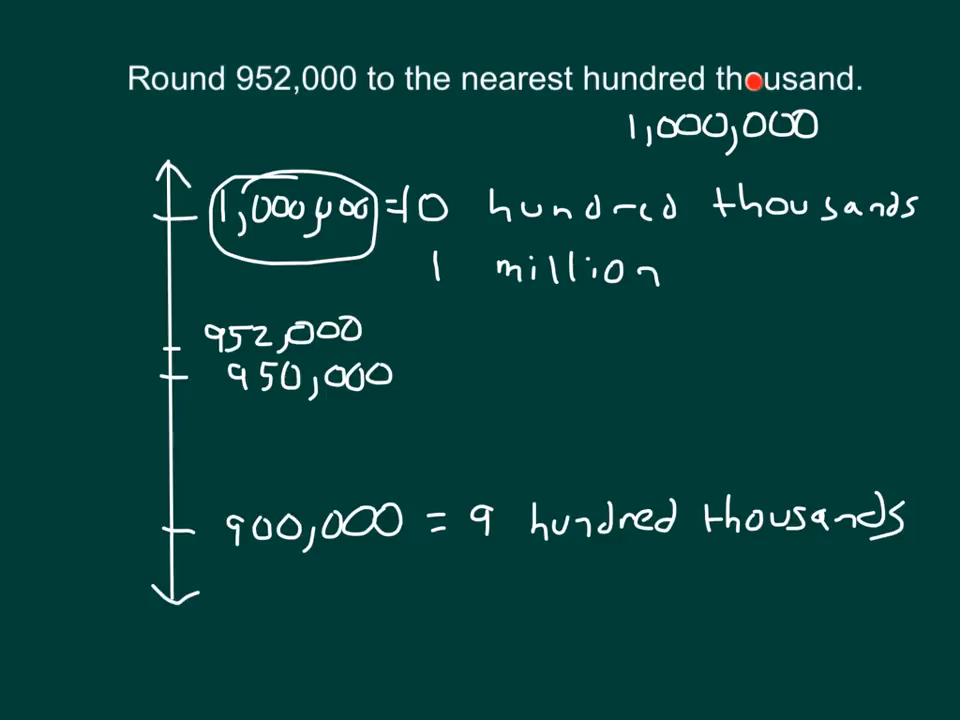 Round 952,000 to the nearest hundred thousand.
1,000,000
1,000,000 = 10 hundred thousands
1 million
952,000
950,000
900,000 = 9 hundred thousands